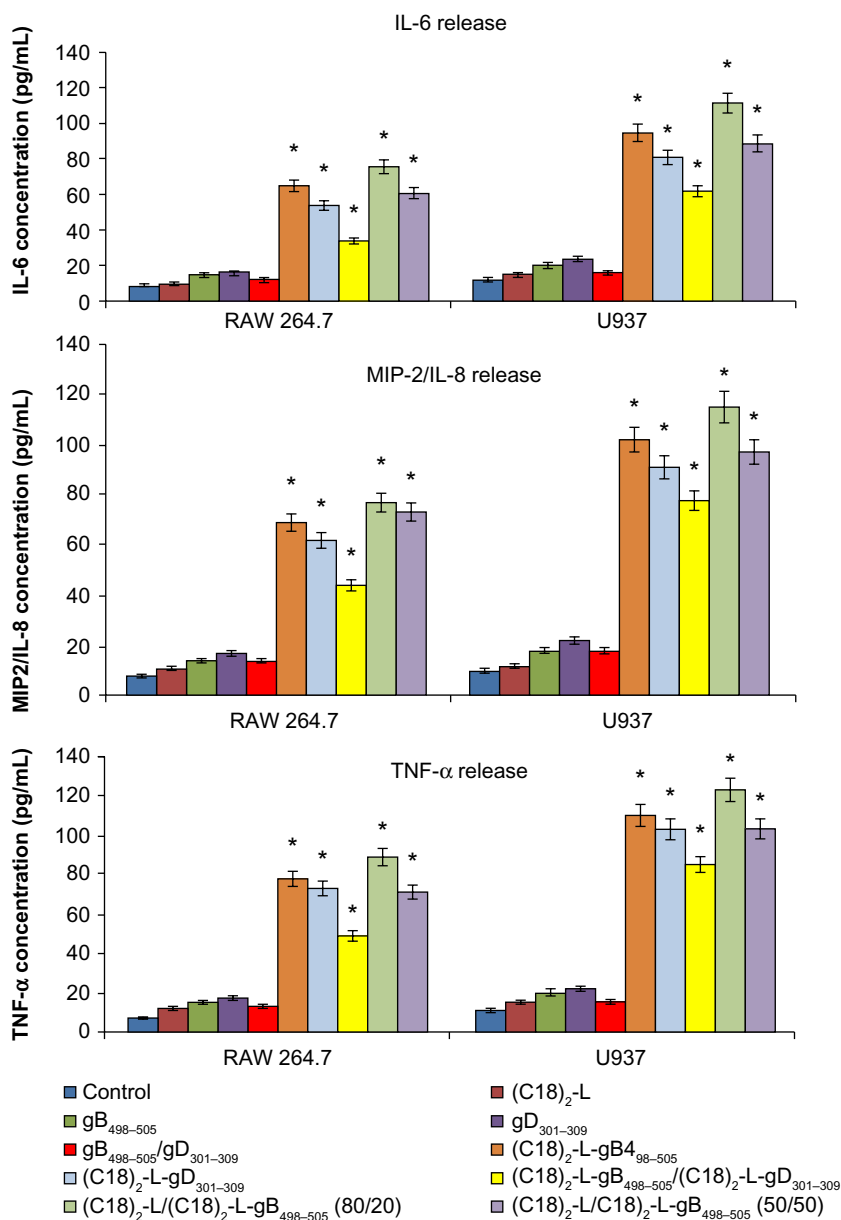 IL-6 release
IL-6 concentration (pg/mL)
140
120
100
80
60
40
20
0
* * * * * * * * * *
RAW 264.7 U937
MIP-2/IL-8 release
MIP2/IL-8 concentration (pg/mL)
140
120
100
80
60
40
20
0
* * * * * * * * * *
RAW 264.7 U937
TNF-α release
TNF-α concentration (pg/mL)
140
120
100
80
60
40
20
0
* * * * * * * * * *
RAW 264.7 U937
Control (C18)₂-L
gB₄₉₈₋₅₀₅ gD₃₀₁₋₃₀₉
gB₄₉₈₋₅₀₅/gD₃₀₁₋₃₀₉ (C18)₂-L-gB4₉₈₋₅₀₅
(C18)₂-L-gD₃₀₁₋₃₀₉ (C18)₂-L-gB₄₉₈₋₅₀₅/(C18)₂-L-gD₃₀₁₋₃₀₉
(C18)₂-L/(C18)₂-L-gB₄₉₈₋₅₀₅ (80/20) (C18)₂-L/C18)₂-L-gB₄₉₈₋₅₀₅ (50/50)